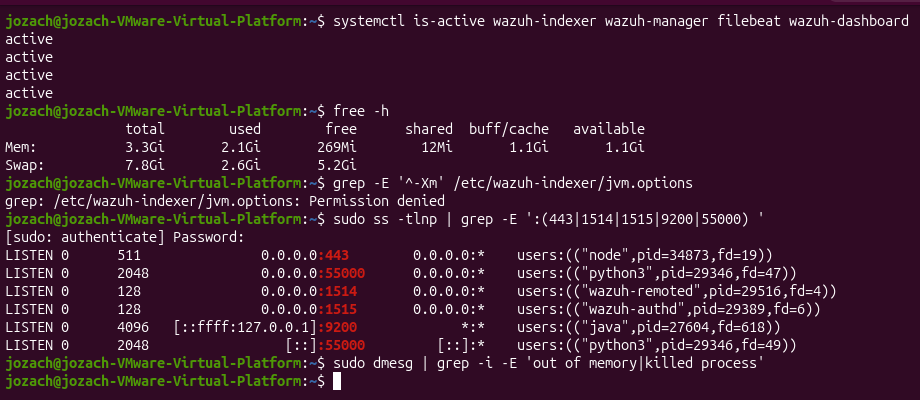 jozach@jozach-VMware-Virtual-Platform:~$ systemctl is-active wazuh-indexer wazuh-manager filebeat wazuh-dashboard
active
active
active
active
jozach@jozach-VMware-Virtual-Platform:~$ free -h
               total        used        free      shared  buff/cache   available
Mem:           3.3Gi       2.1Gi       269Mi        12Mi       1.1Gi       1.1Gi
Swap:          7.8Gi       2.6Gi       5.2Gi
jozach@jozach-VMware-Virtual-Platform:~$ grep -E '^-Xm' /etc/wazuh-indexer/jvm.options
grep: /etc/wazuh-indexer/jvm.options: Permission denied
jozach@jozach-VMware-Virtual-Platform:~$ sudo ss -tlnp | grep -E ':(443|1514|1515|9200|55000) '
[sudo: authenticate] Password:
LISTEN 0      511                0.0.0.0:443        0.0.0.0:*    users:(("node",pid=34873,fd=19))
LISTEN 0      2048               0.0.0.0:55000      0.0.0.0:*    users:(("python3",pid=29346,fd=47))
LISTEN 0      128                0.0.0.0:1514       0.0.0.0:*    users:(("wazuh-remoted",pid=29516,fd=4))
LISTEN 0      128                0.0.0.0:1515       0.0.0.0:*    users:(("wazuh-authd",pid=29389,fd=6))
LISTEN 0      4096    [::ffff:127.0.0.1]:9200             *:*    users:(("java",pid=27604,fd=618))
LISTEN 0      2048                  [::]:55000         [::]:*    users:(("python3",pid=29346,fd=49))
jozach@jozach-VMware-Virtual-Platform:~$ sudo dmesg | grep -i -E 'out of memory|killed process'
jozach@jozach-VMware-Virtual-Platform:~$